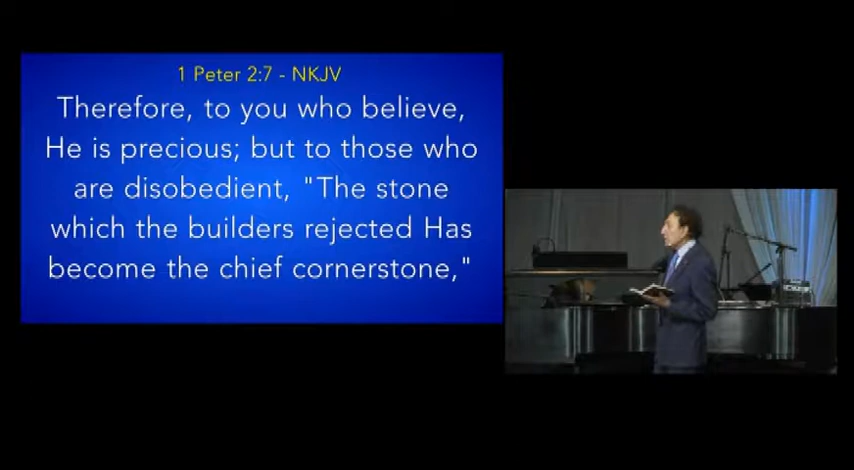 1 Peter 2:7 - NKJV
Therefore, to you who believe,
He is precious; but to those who
are disobedient, "The stone
which the builders rejected Has
become the chief cornerstone,"